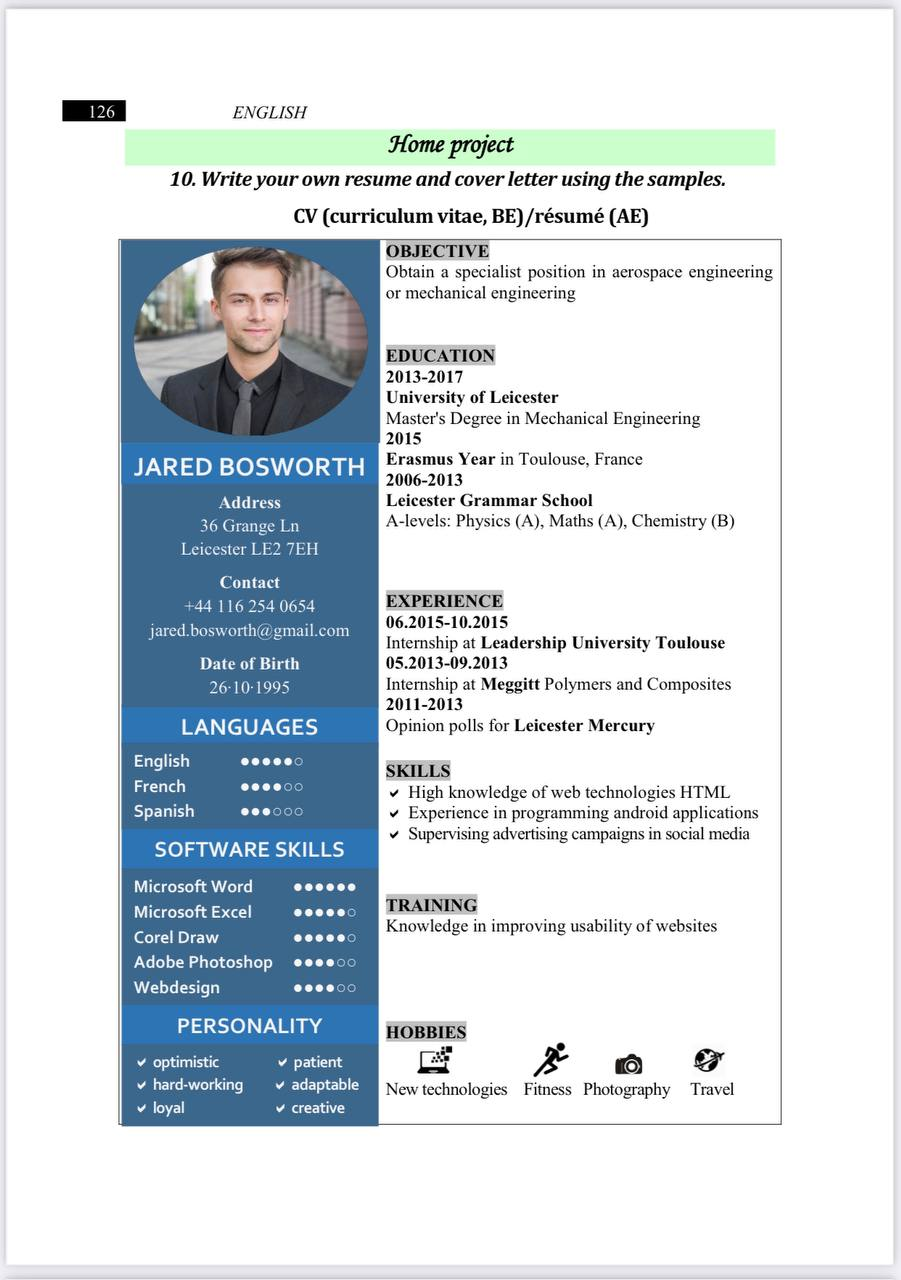 126 ENGLISH
Home project
10. Write your own resume and cover letter using the samples.
CV (curriculum vitae, BE)/résumé (AE)
JARED BOSWORTH
Address
36 Grange Ln
Leicester LE2 7EH
Contact
+44 116 254 0654
jared.bosworth@gmail.com
Date of Birth
26·10·1995
LANGUAGES
English
French
Spanish
SOFTWARE SKILLS
Microsoft Word
Microsoft Excel
Corel Draw
Adobe Photoshop
Webdesign
PERSONALITY
optimistic patient
hard-working adaptable
loyal creative
OBJECTIVE
Obtain a specialist position in aerospace engineering
or mechanical engineering
EDUCATION
2013-2017
University of Leicester
Master's Degree in Mechanical Engineering
2015
Erasmus Year in Toulouse, France
2006-2013
Leicester Grammar School
A-levels: Physics (A), Maths (A), Chemistry (B)
EXPERIENCE
06.2015-10.2015
Internship at Leadership University Toulouse
05.2013-09.2013
Internship at Meggitt Polymers and Composites
2011-2013
Opinion polls for Leicester Mercury
SKILLS
High knowledge of web technologies HTML
Experience in programming android applications
Supervising advertising campaigns in social media
TRAINING
Knowledge in improving usability of websites
HOBBIES
New technologies Fitness Photography Travel